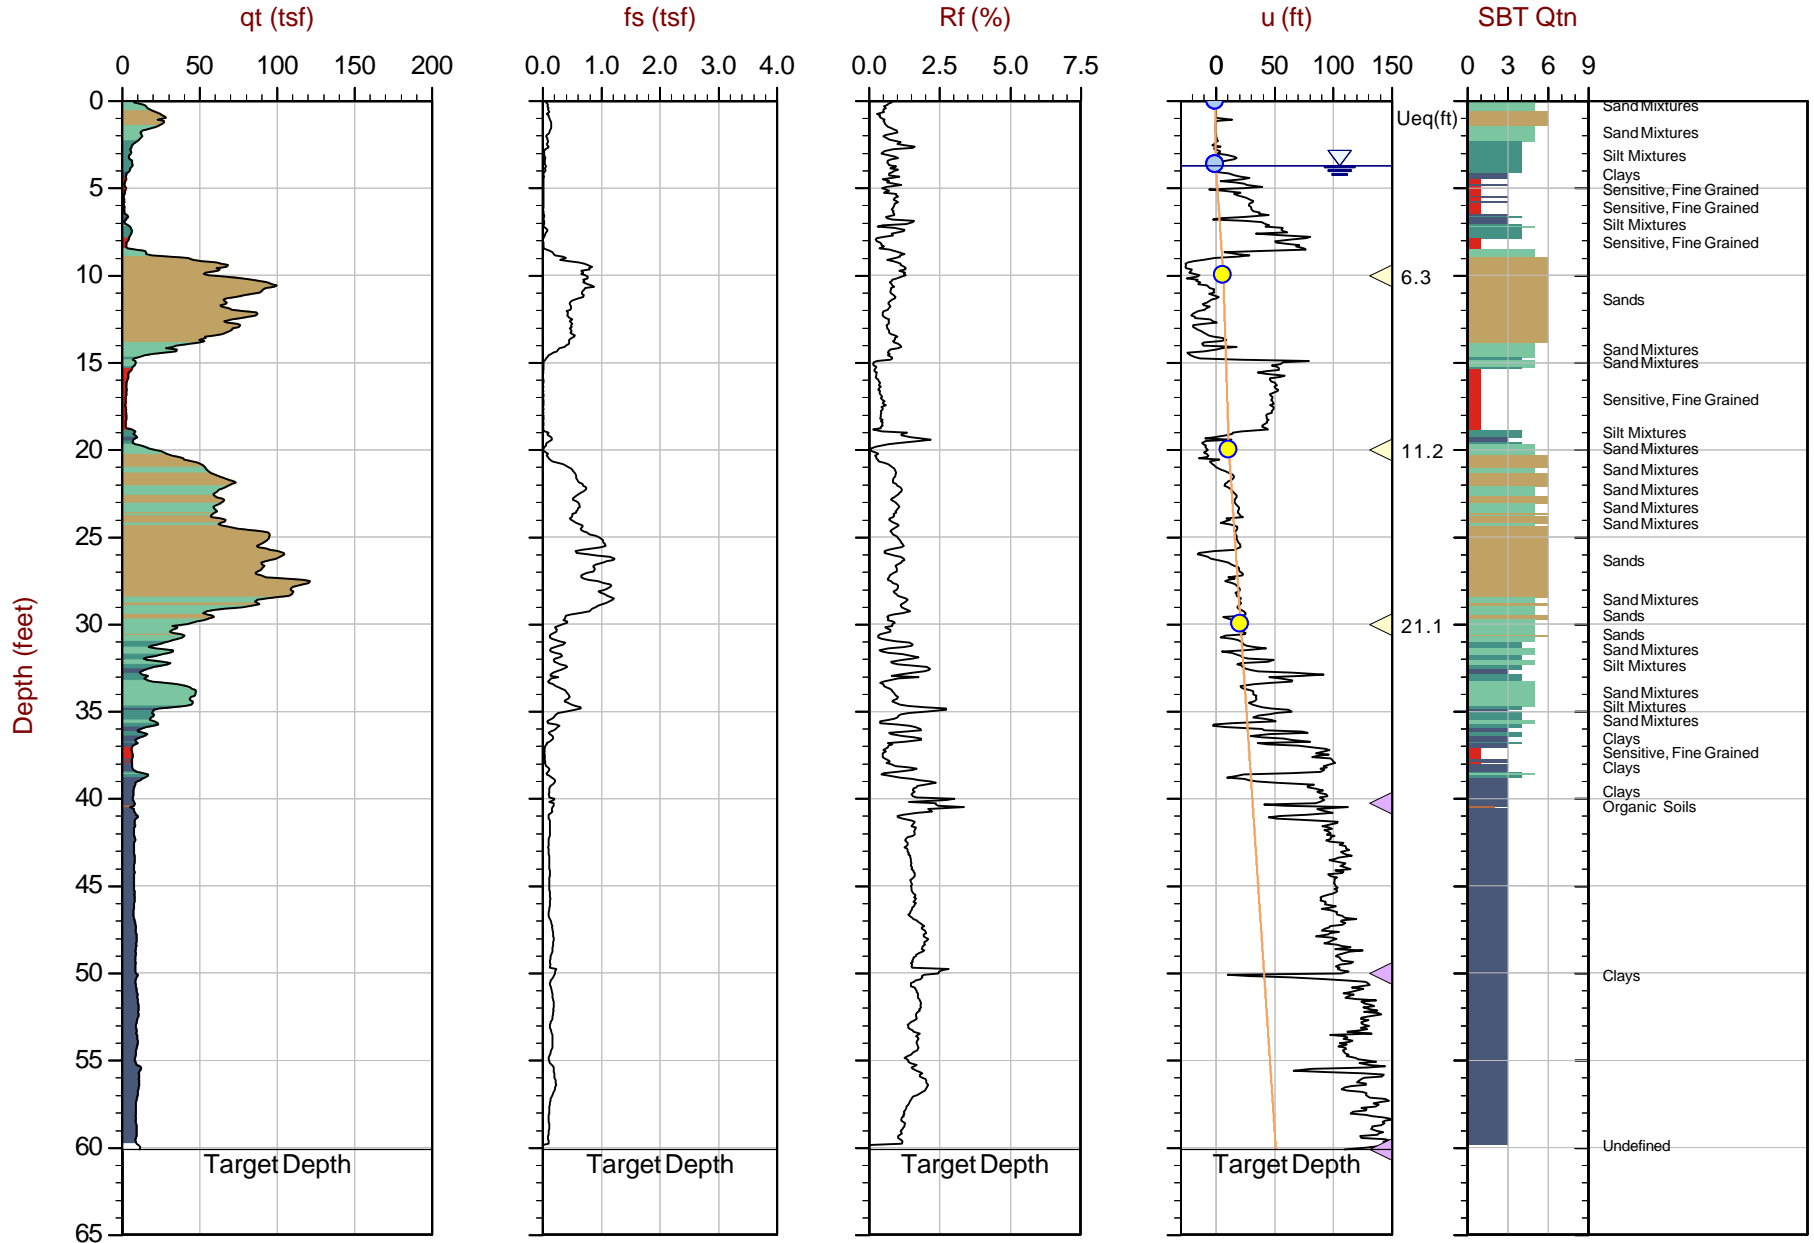 qt (tsf) fs (tsf) Rf (%) u (ft) SBT Qtn
0 50 100 150 200 0.0 1.0 2.0 3.0 4.0 0.0 2.5 5.0 7.5 0 50 100 150 0 3 6 9
0
Sand Mixtures
Ueq(ft)
Sand Mixtures
Silt Mixtures
Clays
5
Sensitive, Fine Grained
Sensitive, Fine Grained
Silt Mixtures
Sensitive, Fine Grained
10 6.3
Sands
Sand Mixtures
15 Sand Mixtures
Sensitive, Fine Grained
Silt Mixtures
20 11.2 Sand Mixtures
Sand Mixtures
Sand Mixtures
Sand Mixtures
Sand Mixtures
25
Sands
Sand Mixtures
Sands
30 21.1
Sands
Sand Mixtures
Silt Mixtures
Depth (feet)
Sand Mixtures
Silt Mixtures
35
Sand Mixtures
Clays
Sensitive, Fine Grained
Clays
Clays
40
Organic Soils
45
50 Clays
55
60 Undefined
Target Depth Target Depth Target Depth Target Depth
65